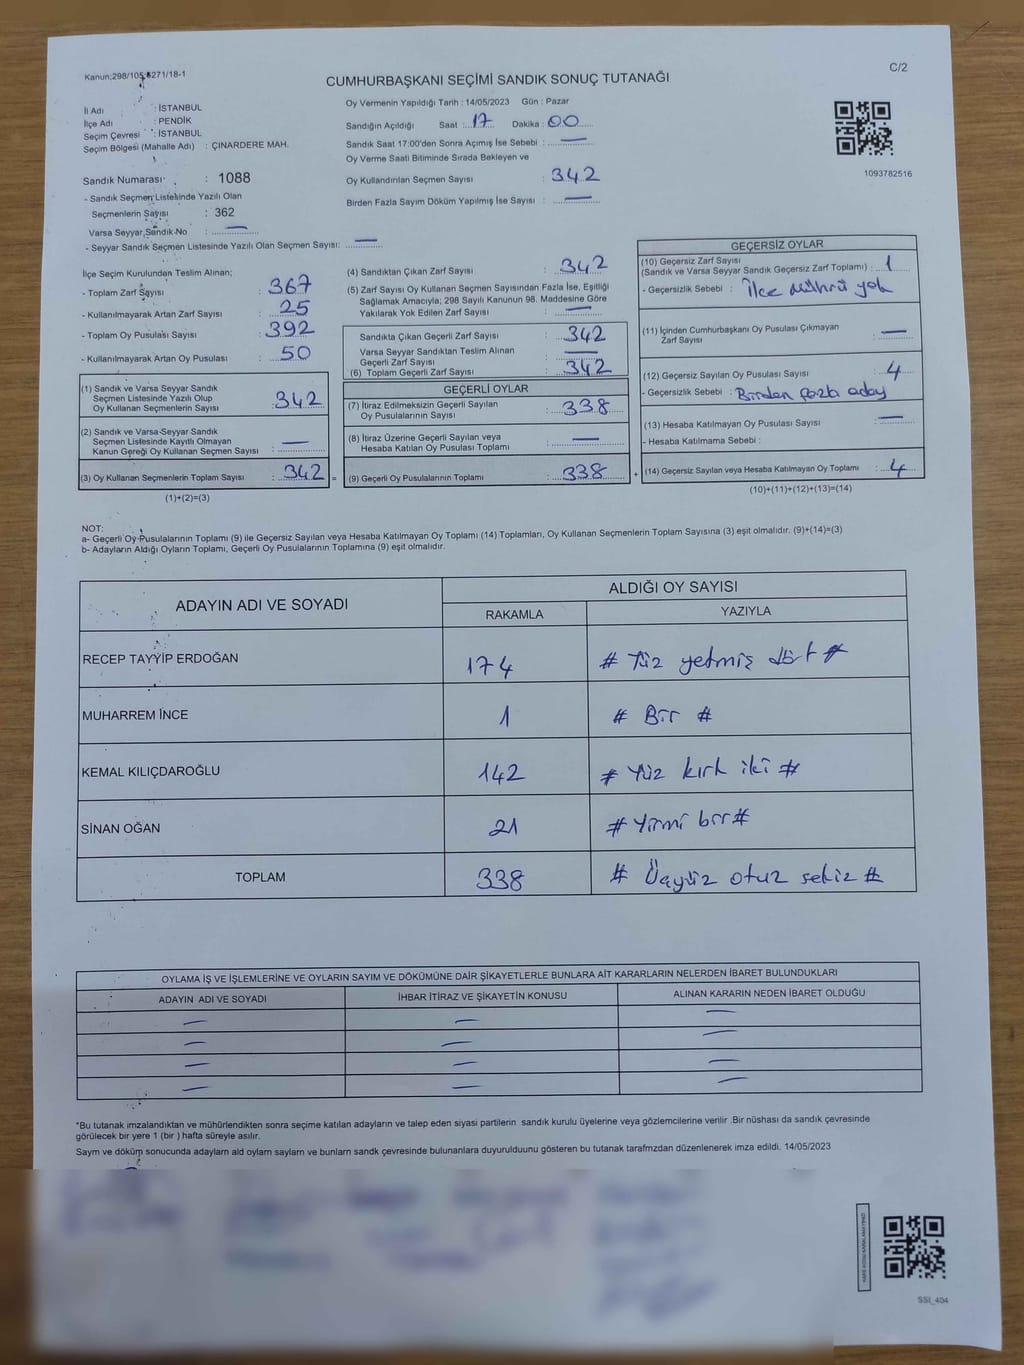 Kanun:298/105,6271/18-1
C/2
CUMHURBAŞKANI SEÇİMİ SANDIK SONUÇ TUTANAĞI
İl Adı : İSTANBUL
İlçe Adı : PENDİK
Seçim Çevresi : İSTANBUL
Seçim Bölgesi (Mahalle Adı) : ÇINARDERE MAH.
Sandık Numarası : 1088
- Sandık Seçmen Listesinde Yazılı Olan
Seçmenlerin Sayısı : 362
Varsa Seyyar Sandık No : —
- Seyyar Sandık Seçmen Listesinde Yazılı Olan Seçmen Sayısı: —
Oy Vermenin Yapıldığı Tarih : 14/05/2023 Gün : Pazar
Sandığın Açıldığı Saat :17 Dakika :00
Sandık Saat 17:00'den Sonra Açımış İse Sebebi : —
Oy Verme Saati Bitiminde Sırada Bekleyen ve
Oy Kullandırılan Seçmen Sayısı : 342
Birden Fazla Sayım Döküm Yapılmış İse Sayısı : —
1093782516
İlçe Seçim Kurulundan Teslim Alınan;
- Toplam Zarf Sayısı : 367
- Kullanılmayarak Artan Zarf Sayısı : 25
- Toplam Oy Pusulası Sayısı : 392
- Kullanılmayarak Artan Oy Pusulası : 50
(1) Sandık ve Varsa Seyyar Sandık
Seçmen Listesinde Yazılı Olup
Oy Kullanan Seçmenlerin Sayısı : 342
(2) Sandık ve Varsa-Seyyar Sandık
Seçmen Listesinde Kayıtlı Olmayan
Kanun Gereği Oy Kullanan Seçmen Sayısı : —
(3) Oy Kullanan Seçmenlerin Toplam Sayısı : 342 =
(1)+(2)=(3)
(4) Sandıktan Çıkan Zarf Sayısı : 342
(5) Zarf Sayısı Oy Kullanan Seçmen Sayısından Fazla İse, Eşitliği
Sağlamak Amacıyla; 298 Sayılı Kanunun 98. Maddesine Göre
Yakılarak Yok Edilen Zarf Sayısı : —
Sandıkta Çıkan Geçerli Zarf Sayısı : 342
Varsa Seyyar Sandıktan Teslim Alınan
Geçerli Zarf Sayısı : —
(6) Toplam Geçerli Zarf Sayısı : 342
GEÇERLİ OYLAR
(7) İtiraz Edilmeksizin Geçerli Sayılan
Oy Pusulalarının Sayısı : 338
(8) İtiraz Üzerine Geçerli Sayılan veya
Hesaba Katılan Oy Pusulası Toplamı : —
(9) Geçerli Oy Pusulalarının Toplamı : 338 +
GEÇERSİZ OYLAR
(10) Geçersiz Zarf Sayısı
(Sandık ve Varsa Seyyar Sandık Geçersiz Zarf Toplamı) : 1
- Geçersizlik Sebebi : İlçe mührü yok
(11) İçinden Cumhurbaşkanı Oy Pusulası Çıkmayan
Zarf Sayısı : —
(12) Geçersiz Sayılan Oy Pusulası Sayısı : 4
- Geçersizlik Sebebi : Birden fazla aday
(13) Hesaba Katılmayan Oy Pusulası Sayısı : —
- Hesaba Katılmama Sebebi :
(14) Geçersiz Sayılan veya Hesaba Katılmayan Oy Toplamı : 4
(10)+(11)+(12)+(13)=(14)
NOT:
a- Geçerli Oy Pusulalarının Toplamı (9) ile Geçersiz Sayılan veya Hesaba Katılmayan Oy Toplamı (14) Toplamları, Oy Kullanan Seçmenlerin Toplam Sayısına (3) eşit olmalıdır. (9)+(14)=(3)
b- Adayların Aldığı Oyların Toplamı, Geçerli Oy Pusulalarının Toplamına (9) eşit olmalıdır.
ADAYIN ADI VE SOYADI
ALDIĞI OY SAYISI
RAKAMLA YAZIYLA
RECEP TAYYİP ERDOĞAN 174 # Yüz yetmiş dört #
MUHARREM İNCE 1 # Bir #
KEMAL KILIÇDAROĞLU 142 # Yüz kırk iki #
SİNAN OĞAN 21 # Yirmi bir #
TOPLAM 338 # Üçyüz otuz sekiz #
OYLAMA İŞ VE İŞLEMLERİNE VE OYLARIN SAYIM VE DÖKÜMÜNE DAİR ŞİKAYETLERLE BUNLARA AİT KARARLARIN NELERDEN İBARET BULUNDUKLARI
ADAYIN ADI VE SOYADI İHBAR İTİRAZ VE ŞİKAYETİN KONUSU ALINAN KARARIN NEDEN İBARET OLDUĞU
— — —
— — —
— — —
— — —
*Bu tutanak imzalandıktan ve mühürlendikten sonra seçime katılan adayların ve talep eden siyasi partilerin sandık kurulu üyelerine veya gözlemcilerine verilir .Bir nüshası da sandık çevresinde
görülecek bir yere 1 (bir ) hafta süreyle asılır.
Saym ve döküm sonucunda adaylarn ald oylarn saylarn ve bunlarn sandk çevresinde bulunanlara duyurulduunu gösteren bu tutanak tarafmzdan düzenlenerek imza edildi. 14/05/2023
SSI_404